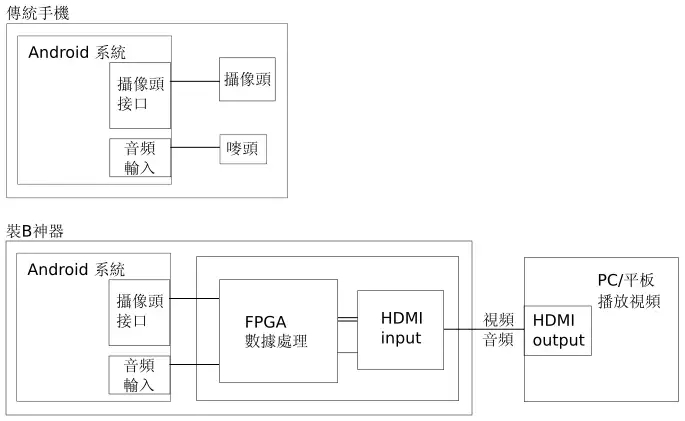 傳統手機
Android 系統
攝像頭
接口
攝像頭
音頻
輸入
嘜頭
裝B神器
Android 系統
攝像頭
接口
音頻
輸入
FPGA
數據處理
HDMI
input
視頻
音頻
HDMI
output
PC/平板
播放視頻